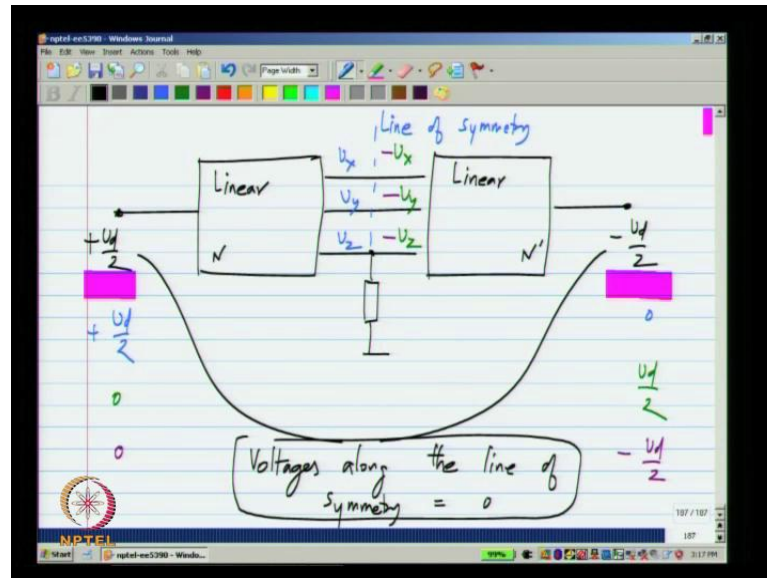 nptel-ee5390 - Windows Journal
File Edit View Insert Actions Tools Help
Page Width
B I
Line of symmetry
Vx -Vx
Linear Linear
Vy -Vy
+ Vd/2 N Vz -Vz N' - Vd/2
+ Vd/2 0
0 Vd/2
0 - Vd/2
Voltages along the line of
symmetry = 0
187 / 187
187
NPTEL
Start nptel-ee5390 - Windo... 99% 3:17 PM